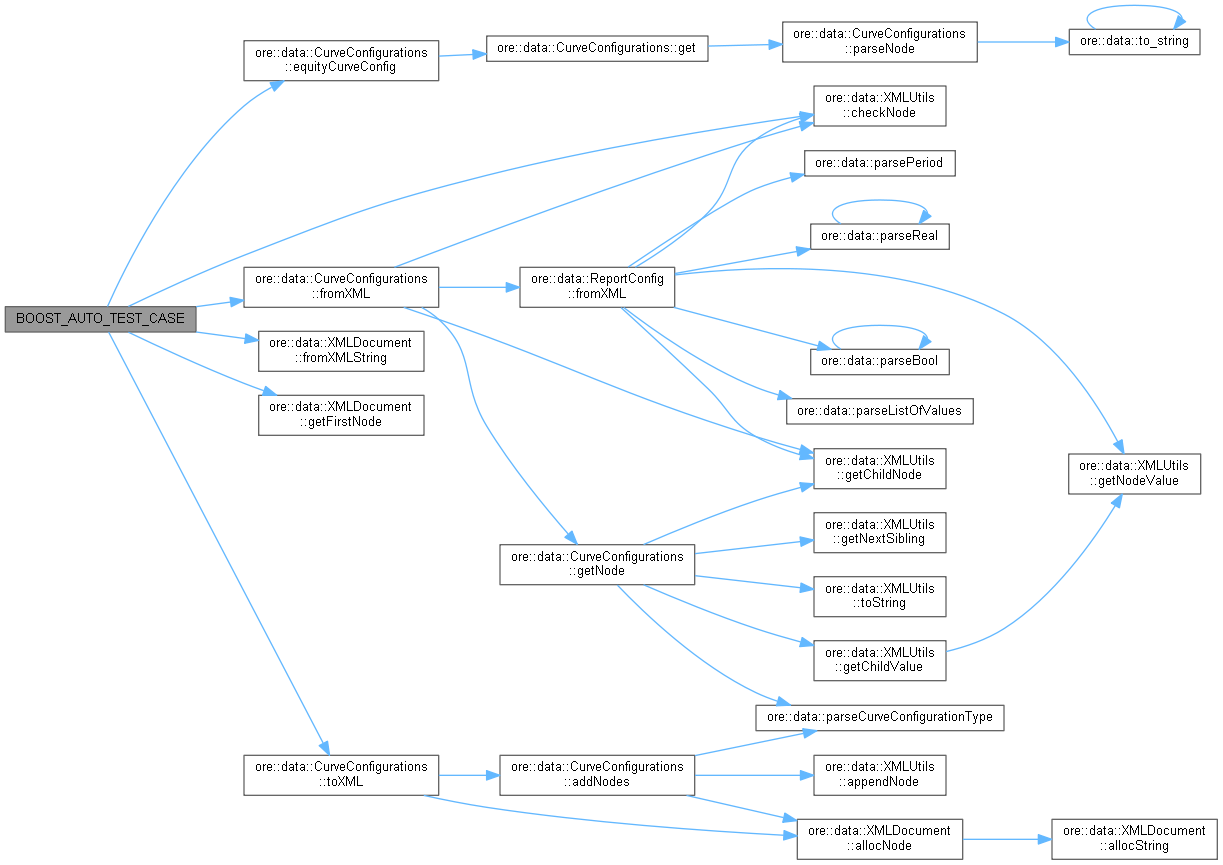 BOOST_AUTO_TEST_CASE
ore::data::CurveConfigurations
::equityCurveConfig
ore::data::CurveConfigurations::get
ore::data::CurveConfigurations
::parseNode
ore::data::to_string
ore::data::XMLUtils
::checkNode
ore::data::CurveConfigurations
::fromXML
ore::data::ReportConfig
::fromXML
ore::data::parsePeriod
ore::data::parseReal
ore::data::parseBool
ore::data::parseListOfValues
ore::data::XMLUtils
::getChildNode
ore::data::XMLUtils
::getNodeValue
ore::data::CurveConfigurations
::getNode
ore::data::XMLUtils
::getNextSibling
ore::data::XMLUtils
::toString
ore::data::XMLUtils
::getChildValue
ore::data::parseCurveConfigurationType
ore::data::XMLDocument
::fromXMLString
ore::data::XMLDocument
::getFirstNode
ore::data::CurveConfigurations
::toXML
ore::data::CurveConfigurations
::addNodes
ore::data::XMLUtils
::appendNode
ore::data::XMLDocument
::allocNode
ore::data::XMLDocument
::allocString